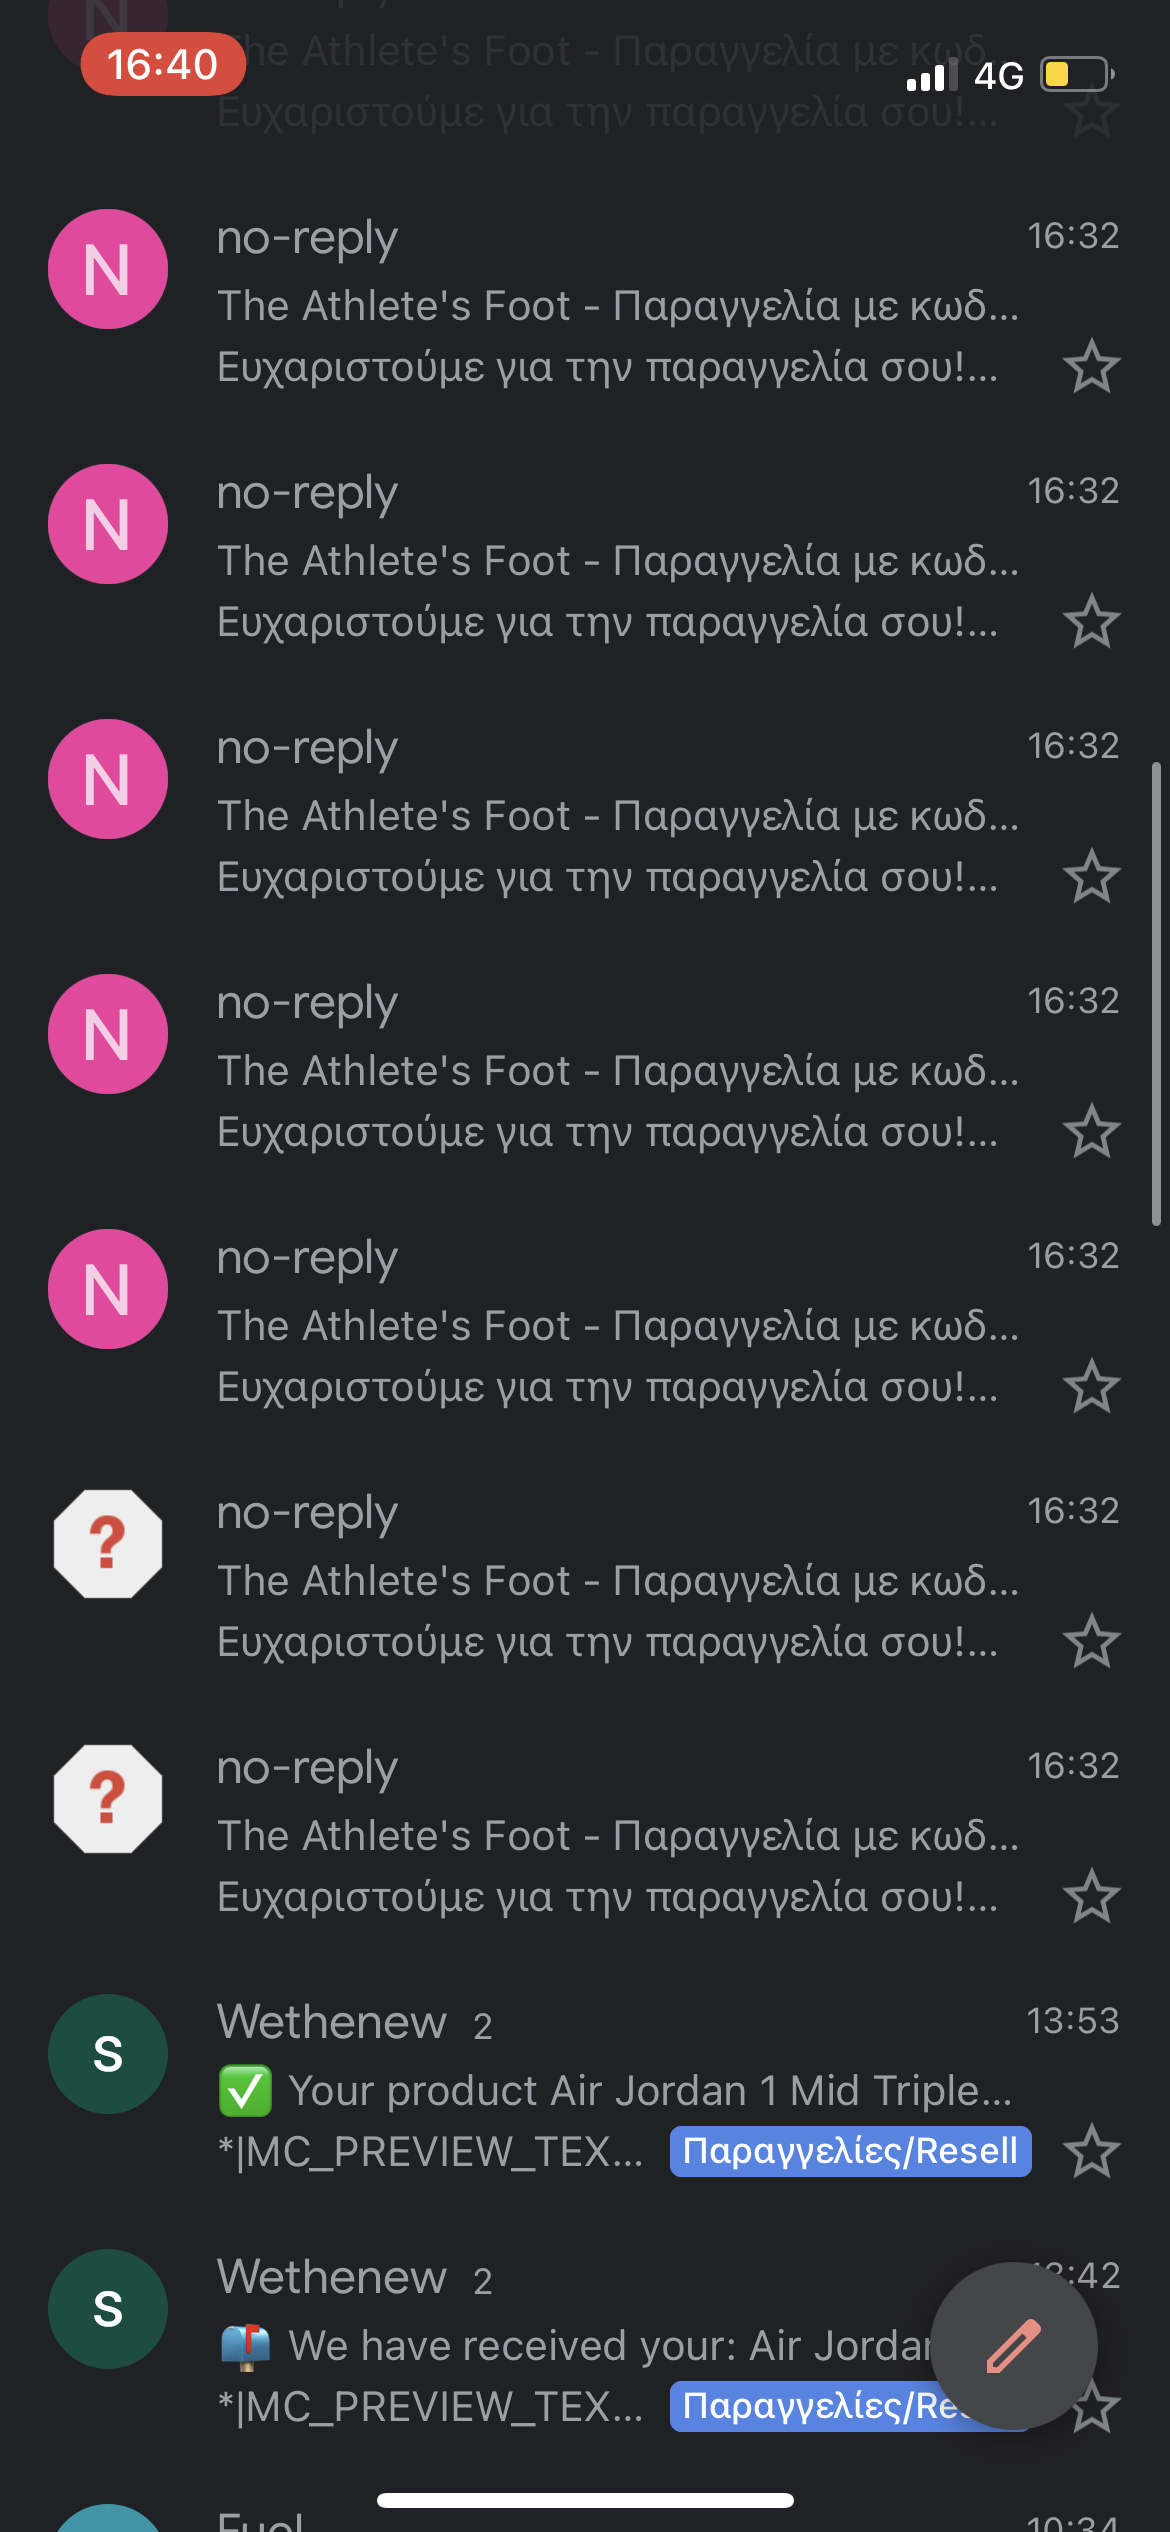 The Athlete's Foot - Παραγγελία με κωδ...
16:40
4G
Ευχαριστούμε για την παραγγελία σου!...
N
no-reply
16:32
The Athlete's Foot - Παραγγελία με κωδ...
Ευχαριστούμε για την παραγγελία σου!...
N
no-reply
16:32
The Athlete's Foot - Παραγγελία με κωδ...
Ευχαριστούμε για την παραγγελία σου!...
N
no-reply
16:32
The Athlete's Foot - Παραγγελία με κωδ...
Ευχαριστούμε για την παραγγελία σου!...
N
no-reply
16:32
The Athlete's Foot - Παραγγελία με κωδ...
Ευχαριστούμε για την παραγγελία σου!...
N
no-reply
16:32
The Athlete's Foot - Παραγγελία με κωδ...
Ευχαριστούμε για την παραγγελία σου!...
?
no-reply
16:32
The Athlete's Foot - Παραγγελία με κωδ...
Ευχαριστούμε για την παραγγελία σου!...
?
no-reply
16:32
The Athlete's Foot - Παραγγελία με κωδ...
Ευχαριστούμε για την παραγγελία σου!...
S
Wethenew 2
13:53
✅ Your product Air Jordan 1 Mid Triple...
*|MC_PREVIEW_TEX... Παραγγελίες/Resell
S
Wethenew 2
:42
📫 We have received your: Air Jordan
*|MC_PREVIEW_TEX... Παραγγελίες/Res
Fuel
10:34